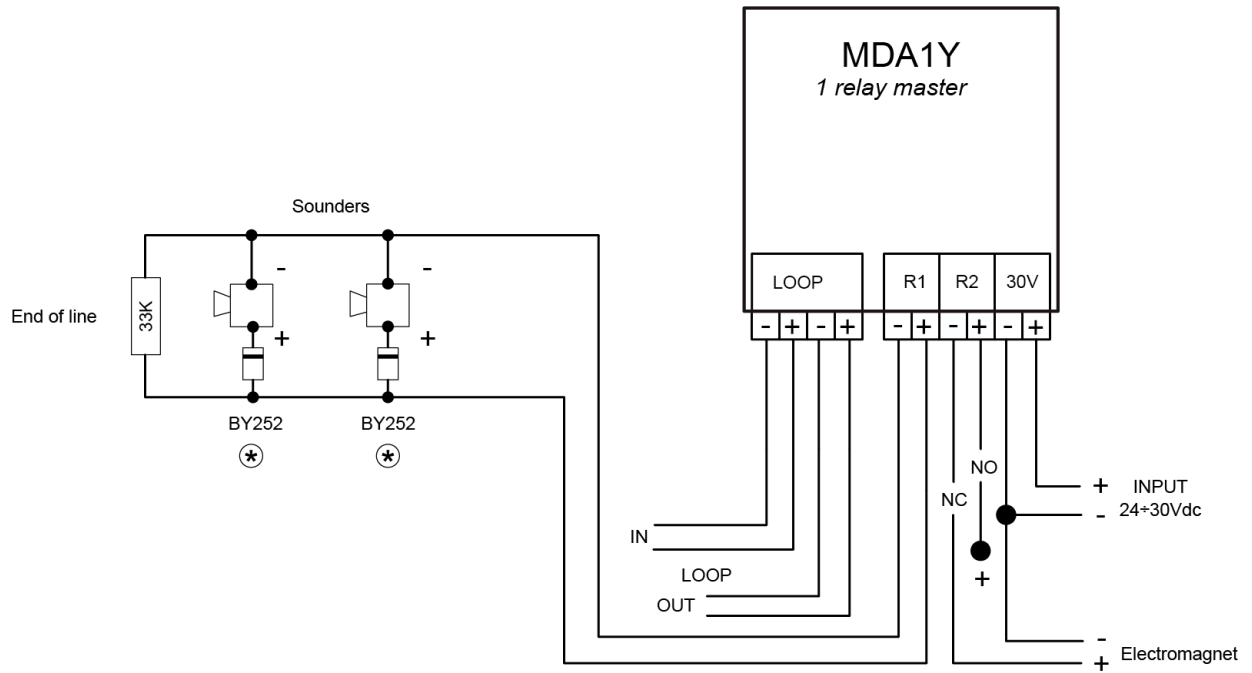 MDA1Y
1 relay master
LOOP
R1
R2
30V
- + - +
- + - + - +
Sounders
-
-
End of line
33K
+
+
BY252
BY252
*
*
NO
NC
+ INPUT
- 24÷30Vdc
+
IN
LOOP
OUT
- Electromagnet
+